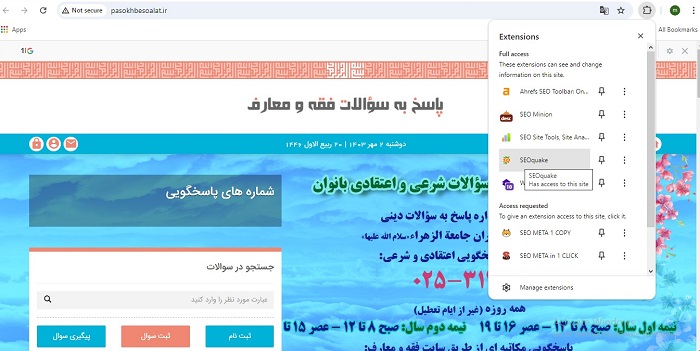 Not secure
pasokhbesoalat.ir
m
Apps
All Bookmarks
Extensions
Full access
These extensions can see and change
information on this site.
Ahrefs SEO Toolbar On...
SEO Minion
SEO Site Tools, Site Ana...
SEOquake
SEOquake
Has access to this site
Access requested
To give an extension access to this site, click it.
SEO META 1 COPY
SEO META in 1 CLICK
Manage extensions
پاسخ به سؤالات فقه و معارف
دوشنبه ۲ مهر ۱۴۰۳ | ۲۰ ربیع الاول ۱۴۴۶
شماره های پاسخگویی
سؤالات شرعی و اعتقادی بانوان
اره پاسخ به سؤالات دینی
ران جامعة الزهراء «سلام الله علیها»
خگویی اعتقادی و شرعی:
۰۲۵-۳۱
همه روزه (غیر از ایام تعطیل)
نیمه اول سال: صبح ۸ تا ۱۳ - عصر ۱۶ تا ۱۹ نیمه دوم سال: صبح ۸ تا ۱۲ - عصر ۱۵ تا
پاسخگویی مکاتبه ای از طریق سایت فقه و معارف:
جستجو در سوالات
عبارت مورد نظر را وارد کنید
ثبت نام
ثبت سوال
پیگیری سوال